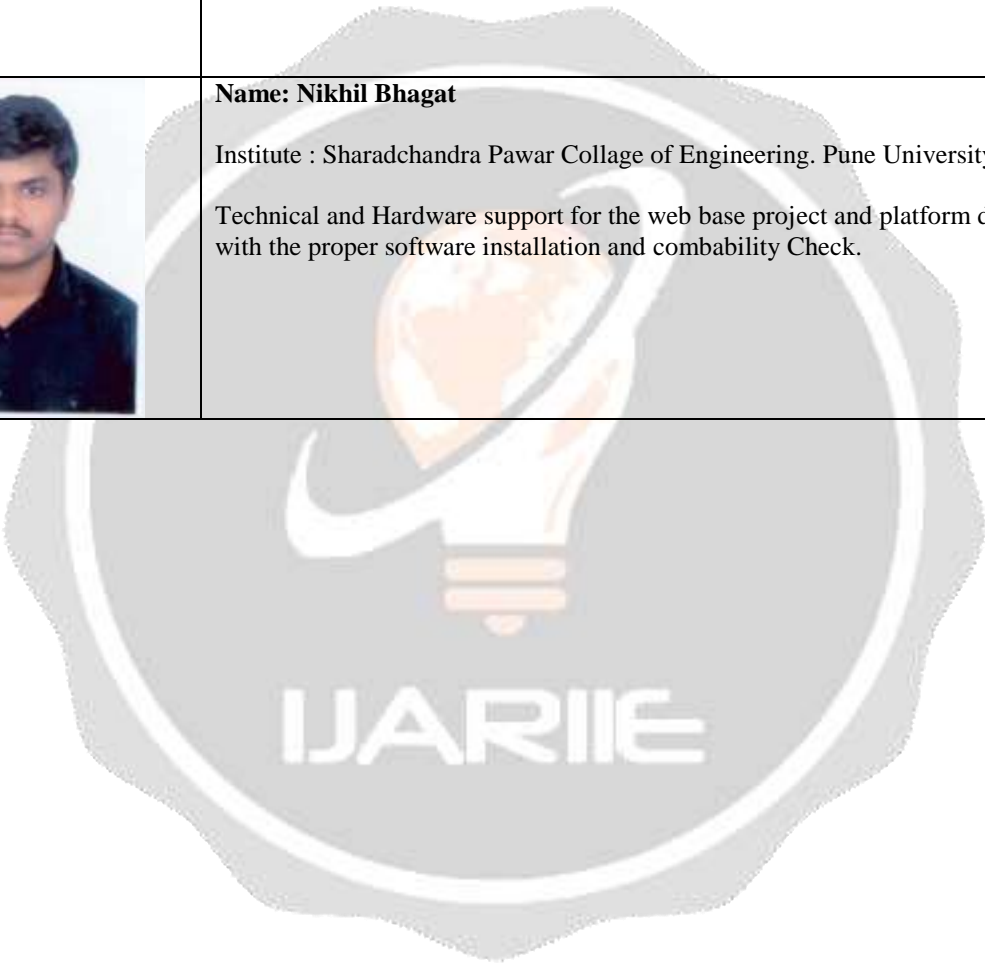 Name: Nikhil Bhagat
Institute : Sharadchandra Pawar Collage of Engineering. Pune University
Technical and Hardware support for the web base project and platform
with the proper software installation and combability Check.
IJARIIE